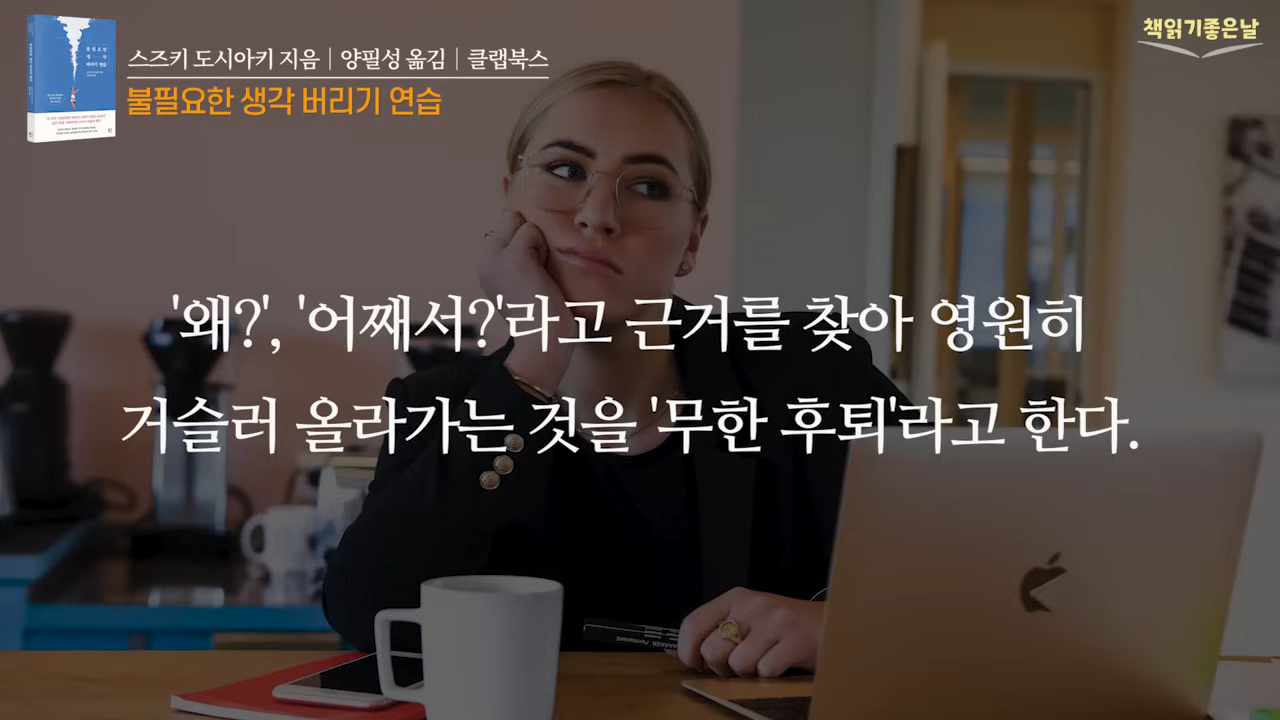 스즈키 도시아키 지음 | 양필성 옮김 | 클랩북스
불필요한 생각 버리기 연습
책읽기좋은날
'왜?', '어째서?'라고 근거를 찾아 영원히
거슬러 올라가는 것을 '무한 후퇴'라고 한다.